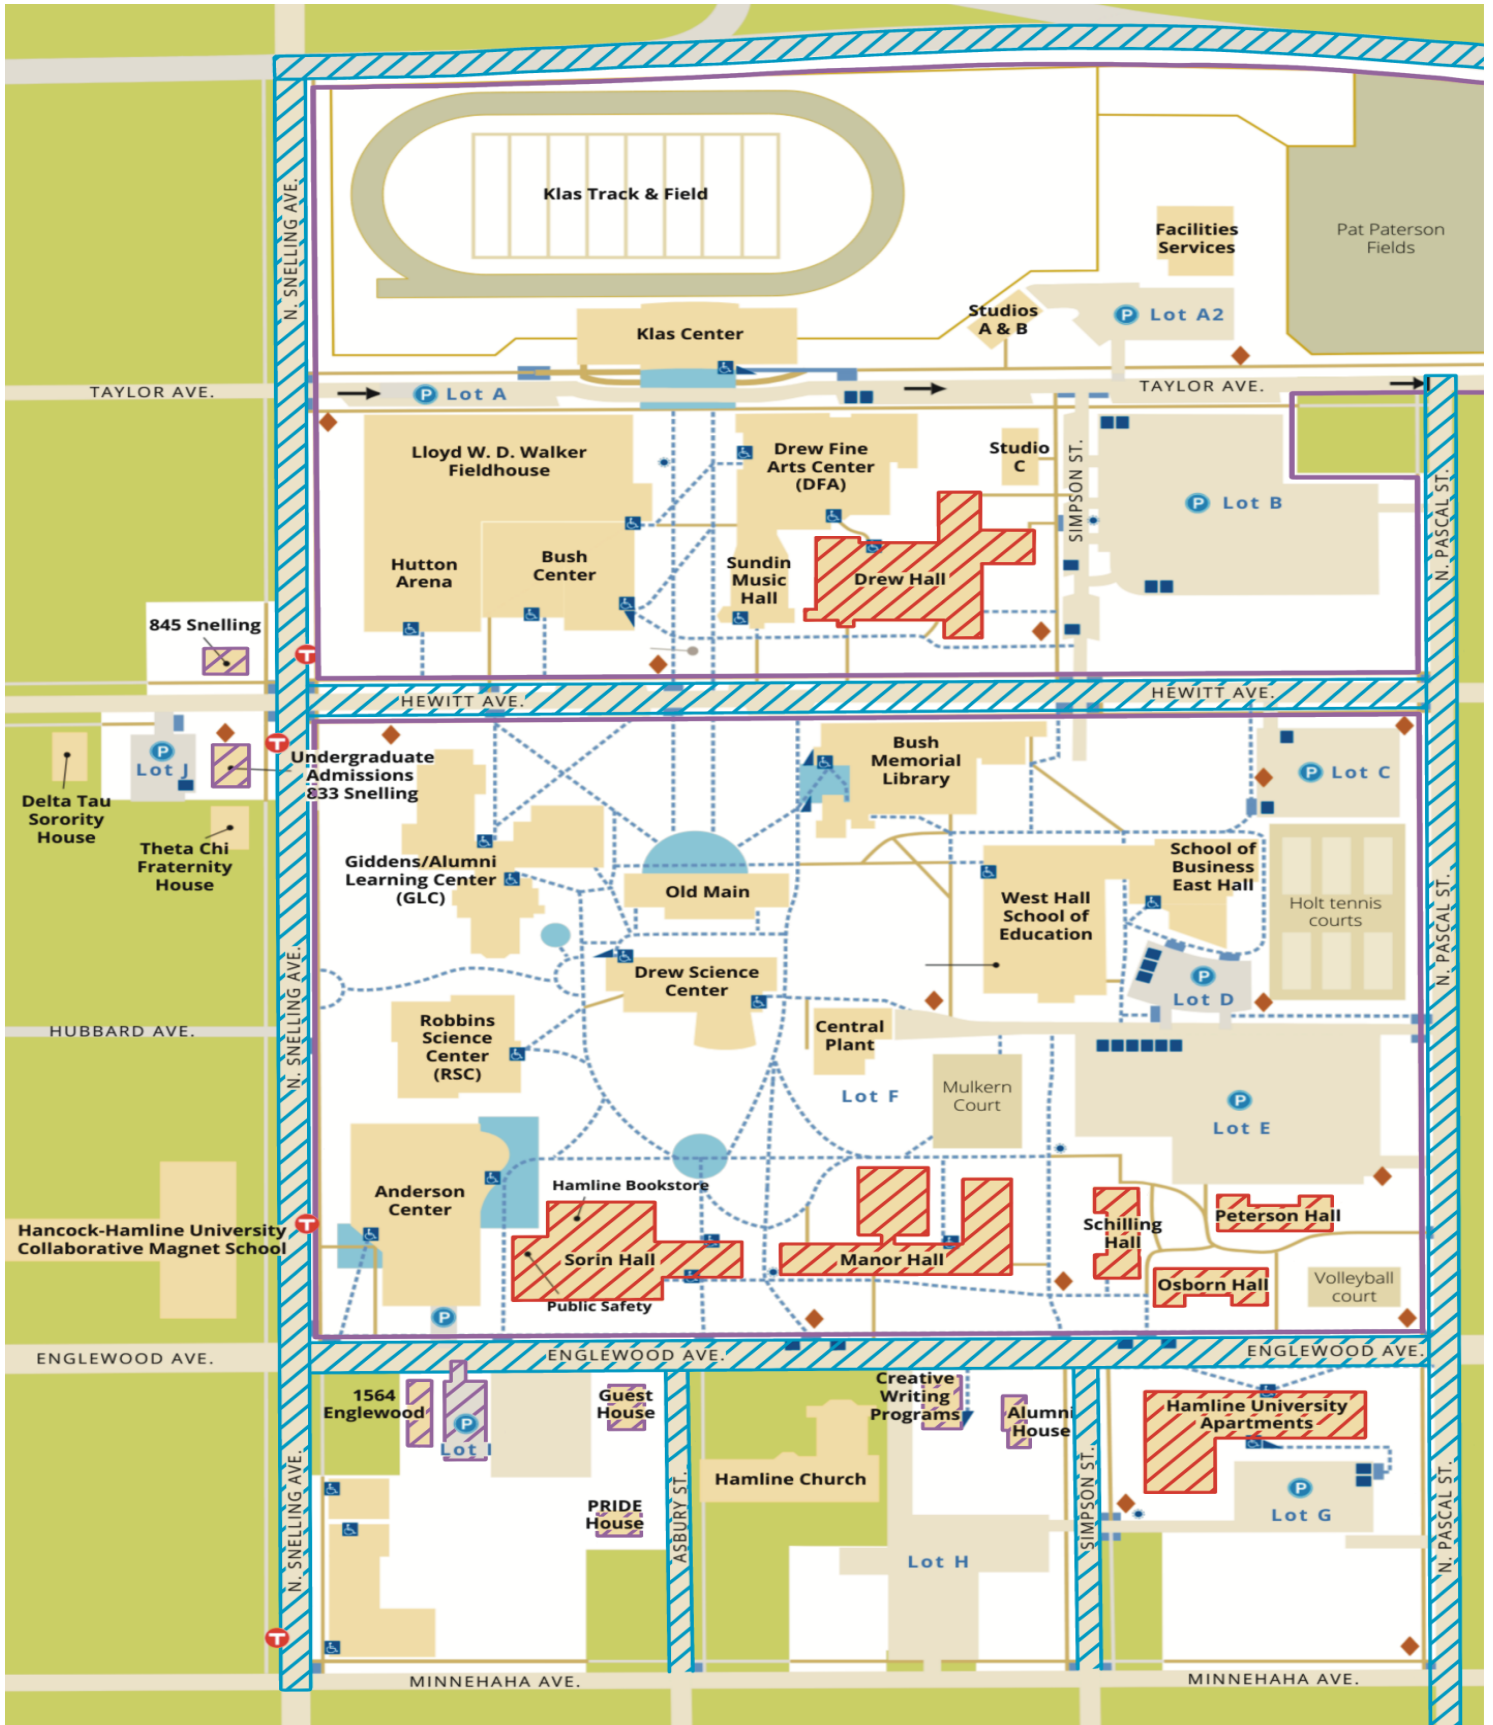 N. SNELLING AVE.
Klas Track & Field
Facilities
Services
Pat Paterson
Fields
Studios
A & B
P Lot A2
Klas Center
TAYLOR AVE.
P Lot A
TAYLOR AVE.
Lloyd W. D. Walker
Fieldhouse
Drew Fine
Arts Center
(DFA)
Studio
C
SIMPSON ST.
P Lot B
N. PASCAL ST.
Hutton
Arena
Bush
Center
Sundin
Music
Hall
Drew Hall
845 Snelling
T
HEWITT AVE.
HEWITT AVE.
T
P
Lot J
Undergraduate
Admissions
833 Snelling
Bush
Memorial
Library
P Lot C
Delta Tau
Sorority
House
Theta Chi
Fraternity
House
Giddens/Alumni
Learning Center
(GLC)
Old Main
School of
Business
East Hall
West Hall
School of
Education
Holt tennis
courts
N. PASCAL ST.
N. SNELLING AVE.
Drew Science
Center
P
Lot D
HUBBARD AVE.
Robbins
Science
Center
(RSC)
Central
Plant
Lot F
Mulkern
Court
P
Lot E
Anderson
Center
Hamline Bookstore
Hancock-Hamline University
Collaborative Magnet School
T
Sorin Hall
Manor Hall
Schilling
Hall
Peterson Hall
Osborn Hall
Volleyball
court
Public Safety
P
ENGLEWOOD AVE.
ENGLEWOOD AVE.
ENGLEWOOD AVE.
1564
Englewood
P
Lot I
Guest
House
Creative
Writing
Programs
Alumni
House
Hamline University
Apartments
Hamline Church
PRIDE
House
N. SNELLING AVE.
ASBURY ST.
SIMPSON ST.
P
Lot G
N. PASCAL ST.
Lot H
T
MINNEHAHA AVE.
MINNEHAHA AVE.